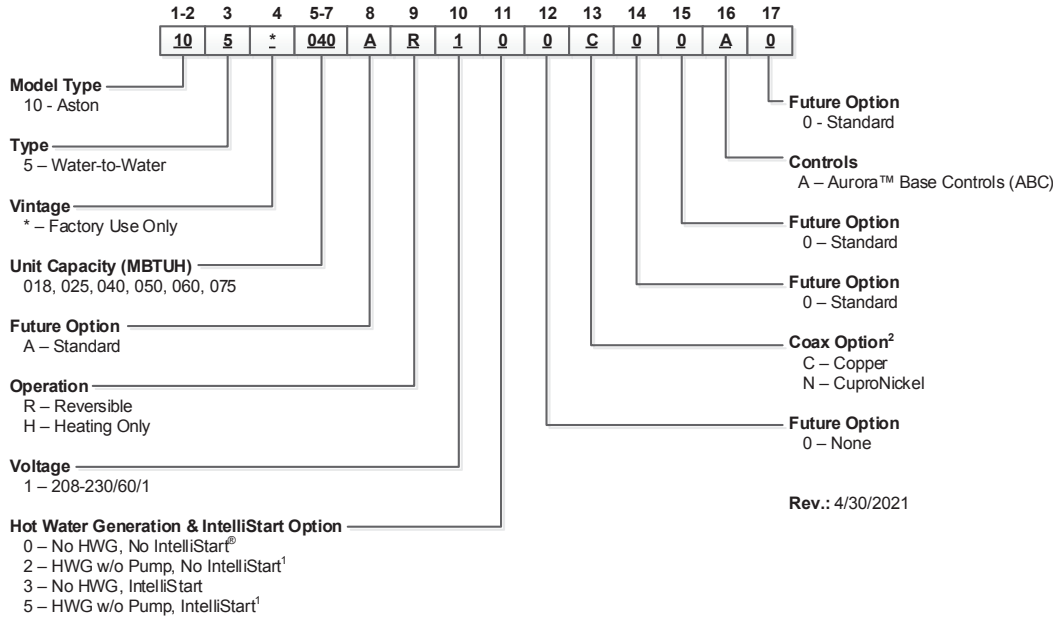 1-2 3 4 5-7 8 9 10 11 12 13 14 15 16 17
10 5 * 040 A R 1 0 0 C 0 0 A 0
Model Type
10 - Aston
Type
5 – Water-to-Water
Vintage
* – Factory Use Only
Unit Capacity (MBTUH)
018, 025, 040, 050, 060, 075
Future Option
A – Standard
Operation
R – Reversible
H – Heating Only
Voltage
1 – 208-230/60/1
Hot Water Generation & IntelliStart Option
0 – No HWG, No IntelliStart®
2 – HWG w/o Pump, No IntelliStart¹
3 – No HWG, IntelliStart
5 – HWG w/o Pump, IntelliStart¹
Future Option
0 - Standard
Controls
A – Aurora™ Base Controls (ABC)
Future Option
0 – Standard
Future Option
0 – Standard
Coax Option²
C – Copper
N – CuproNickel
Future Option
0 – None
Rev.: 4/30/2021